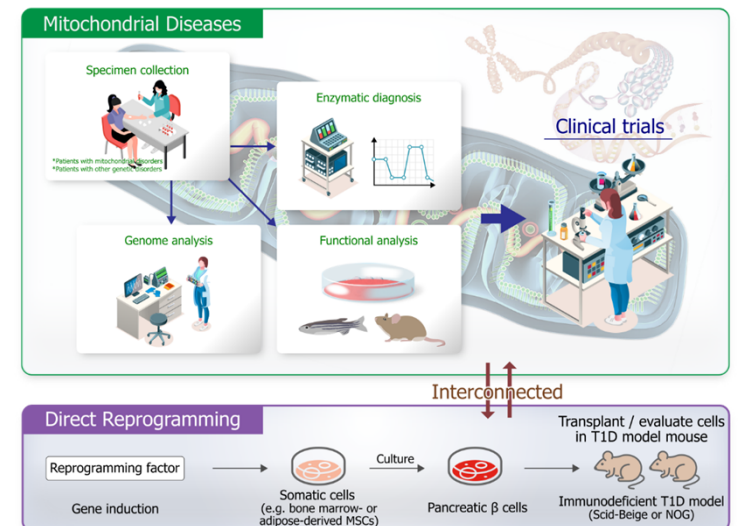 Mitochondrial Diseases
Specimen collection
*Patients with mitochondrial disorders
*Patients with other genetic disorders
Enzymatic diagnosis
Clinical trials
Genome analysis
Functional analysis
Interconnected
Direct Reprogramming
Transplant / evaluate cells
in T1D model mouse
Reprogramming factor
Culture
Gene induction
Somatic cells
(e.g. bone marrow- or
adipose-derived MSCs)
Pancreatic β cells
Immunodeficient T1D model
(Scid-Beige or NOG)